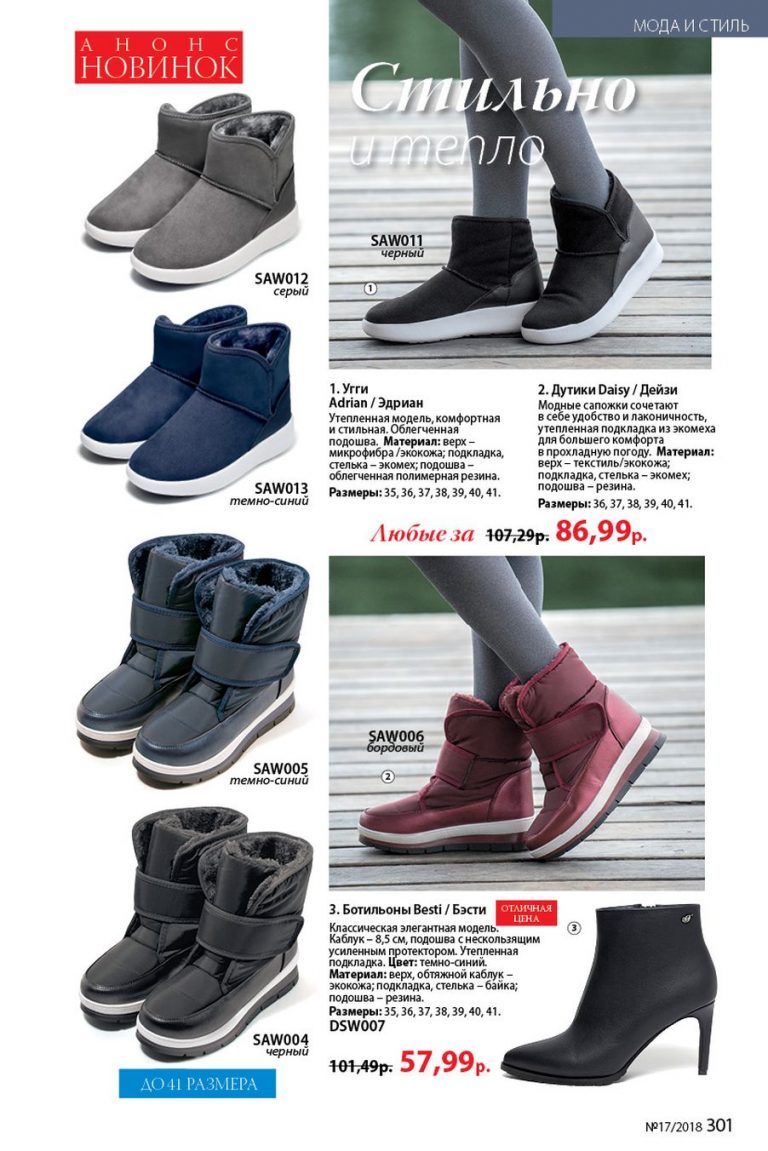 МОДА И СТИЛЬ
АНОНС
НОВИНОК
Стильно
и тепло
SAW011
черный
1
SAW012
серый
SAW013
темно-синий
1. Угги
Adrian / Эдриан
Утепленная модель, комфортная
и стильная. Облегченная
подошва. Материал: верх –
микрофибра /экокожа; подкладка,
стелька – экомех; подошва –
облегченная полимерная резина.
Размеры: 35, 36, 37, 38, 39, 40, 41.
2. Дутики Daisy / Дейзи
Модные сапожки сочетают
в себе удобство и лаконичность,
утепленная подкладка из экомеха
для большего комфорта
в прохладную погоду. Материал:
верх – текстиль/экокожа;
подкладка, стелька – экомех;
подошва – резина.
Размеры: 36, 37, 38, 39, 40, 41.
Любые за 107,29р. 86,99р.
SAW005
темно-синий
SAW006
бордовый
2
SAW004
черный
ДО 41 РАЗМЕРА
3. Ботильоны Besti / Бэсти
ОТЛИЧНАЯ
ЦЕНА
Классическая элегантная модель.
Каблук – 8,5 см, подошва с нескользящим
усиленным протектором. Утепленная
подкладка. Цвет: темно-синий.
Материал: верх, обтяжной каблук –
экокожа; подкладка, стелька – байка;
подошва – резина.
Размеры: 35, 36, 37, 38, 39, 40, 41.
DSW007
101,49р. 57,99р.
3
№17/2018 301